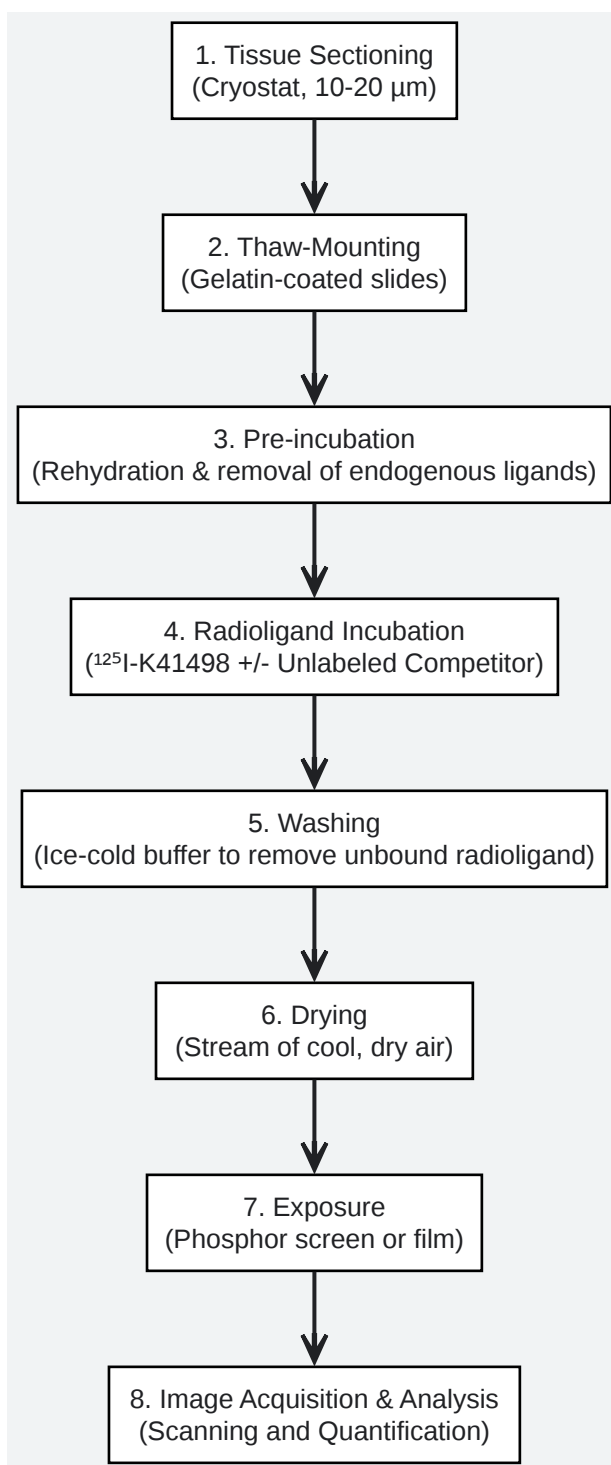 1. Tissue Sectioning
(Cryostat, 10-20 µm)
2. Thaw-Mounting
(Gelatin-coated slides)
3. Pre-incubation
(Rehydration & removal of endogenous ligands)
4. Radioligand Incubation
(¹²⁵I-K41498 +/- Unlabeled Competitor)
5. Washing
(Ice-cold buffer to remove unbound radioligand)
6. Drying
(Stream of cool, dry air)
7. Exposure
(Phosphor screen or film)
8. Image Acquisition & Analysis
(Scanning and Quantification)